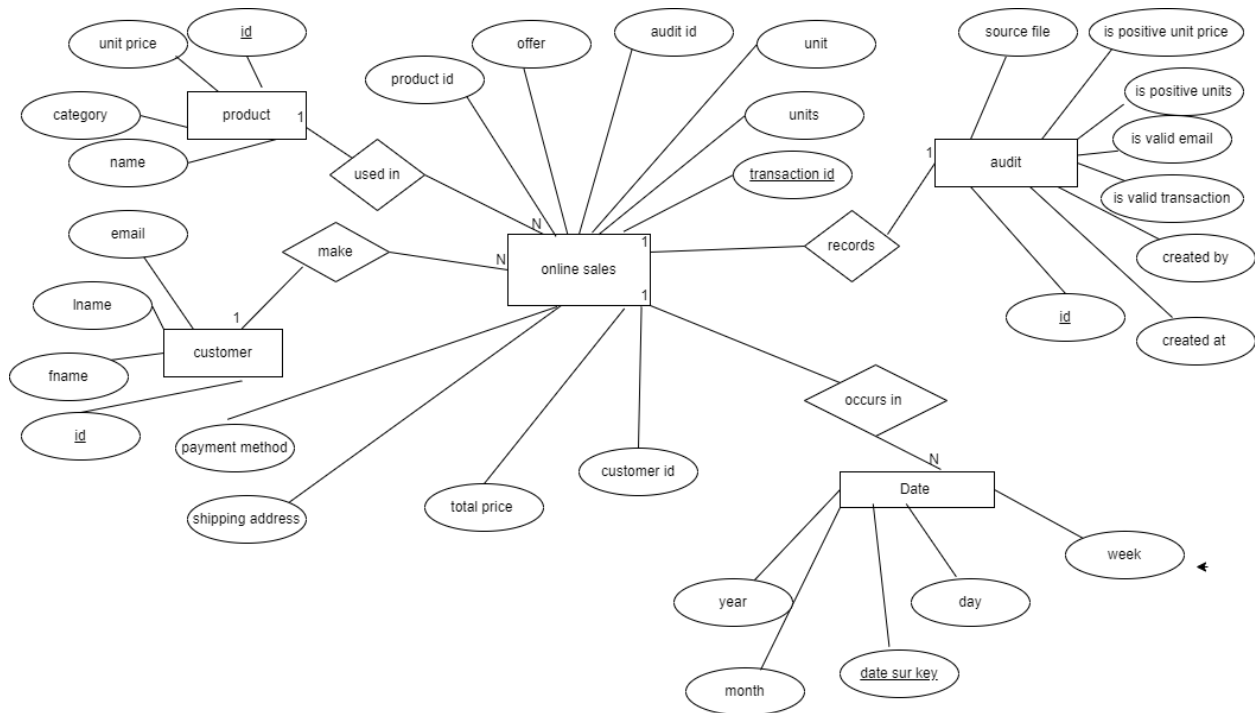 id
unit price
category
name
product
1
used in
N
product id
offer
audit id
unit
units
transaction id
source file
is positive unit price
is positive units
is valid email
is valid transaction
created by
created at
id
audit
1
records
1
online sales
1
N
make
1
email
lname
fname
id
customer
payment method
shipping address
total price
customer id
occurs in
N
Date
year
month
date sur key
day
week